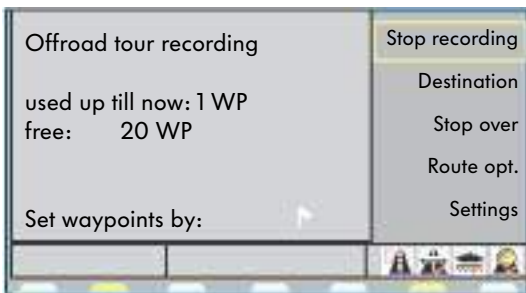 Offroad tour recording
used up till now: 1 WP
free: 20 WP
Set waypoints by:
Stop recording
Destination
Stop over
Route opt.
Settings